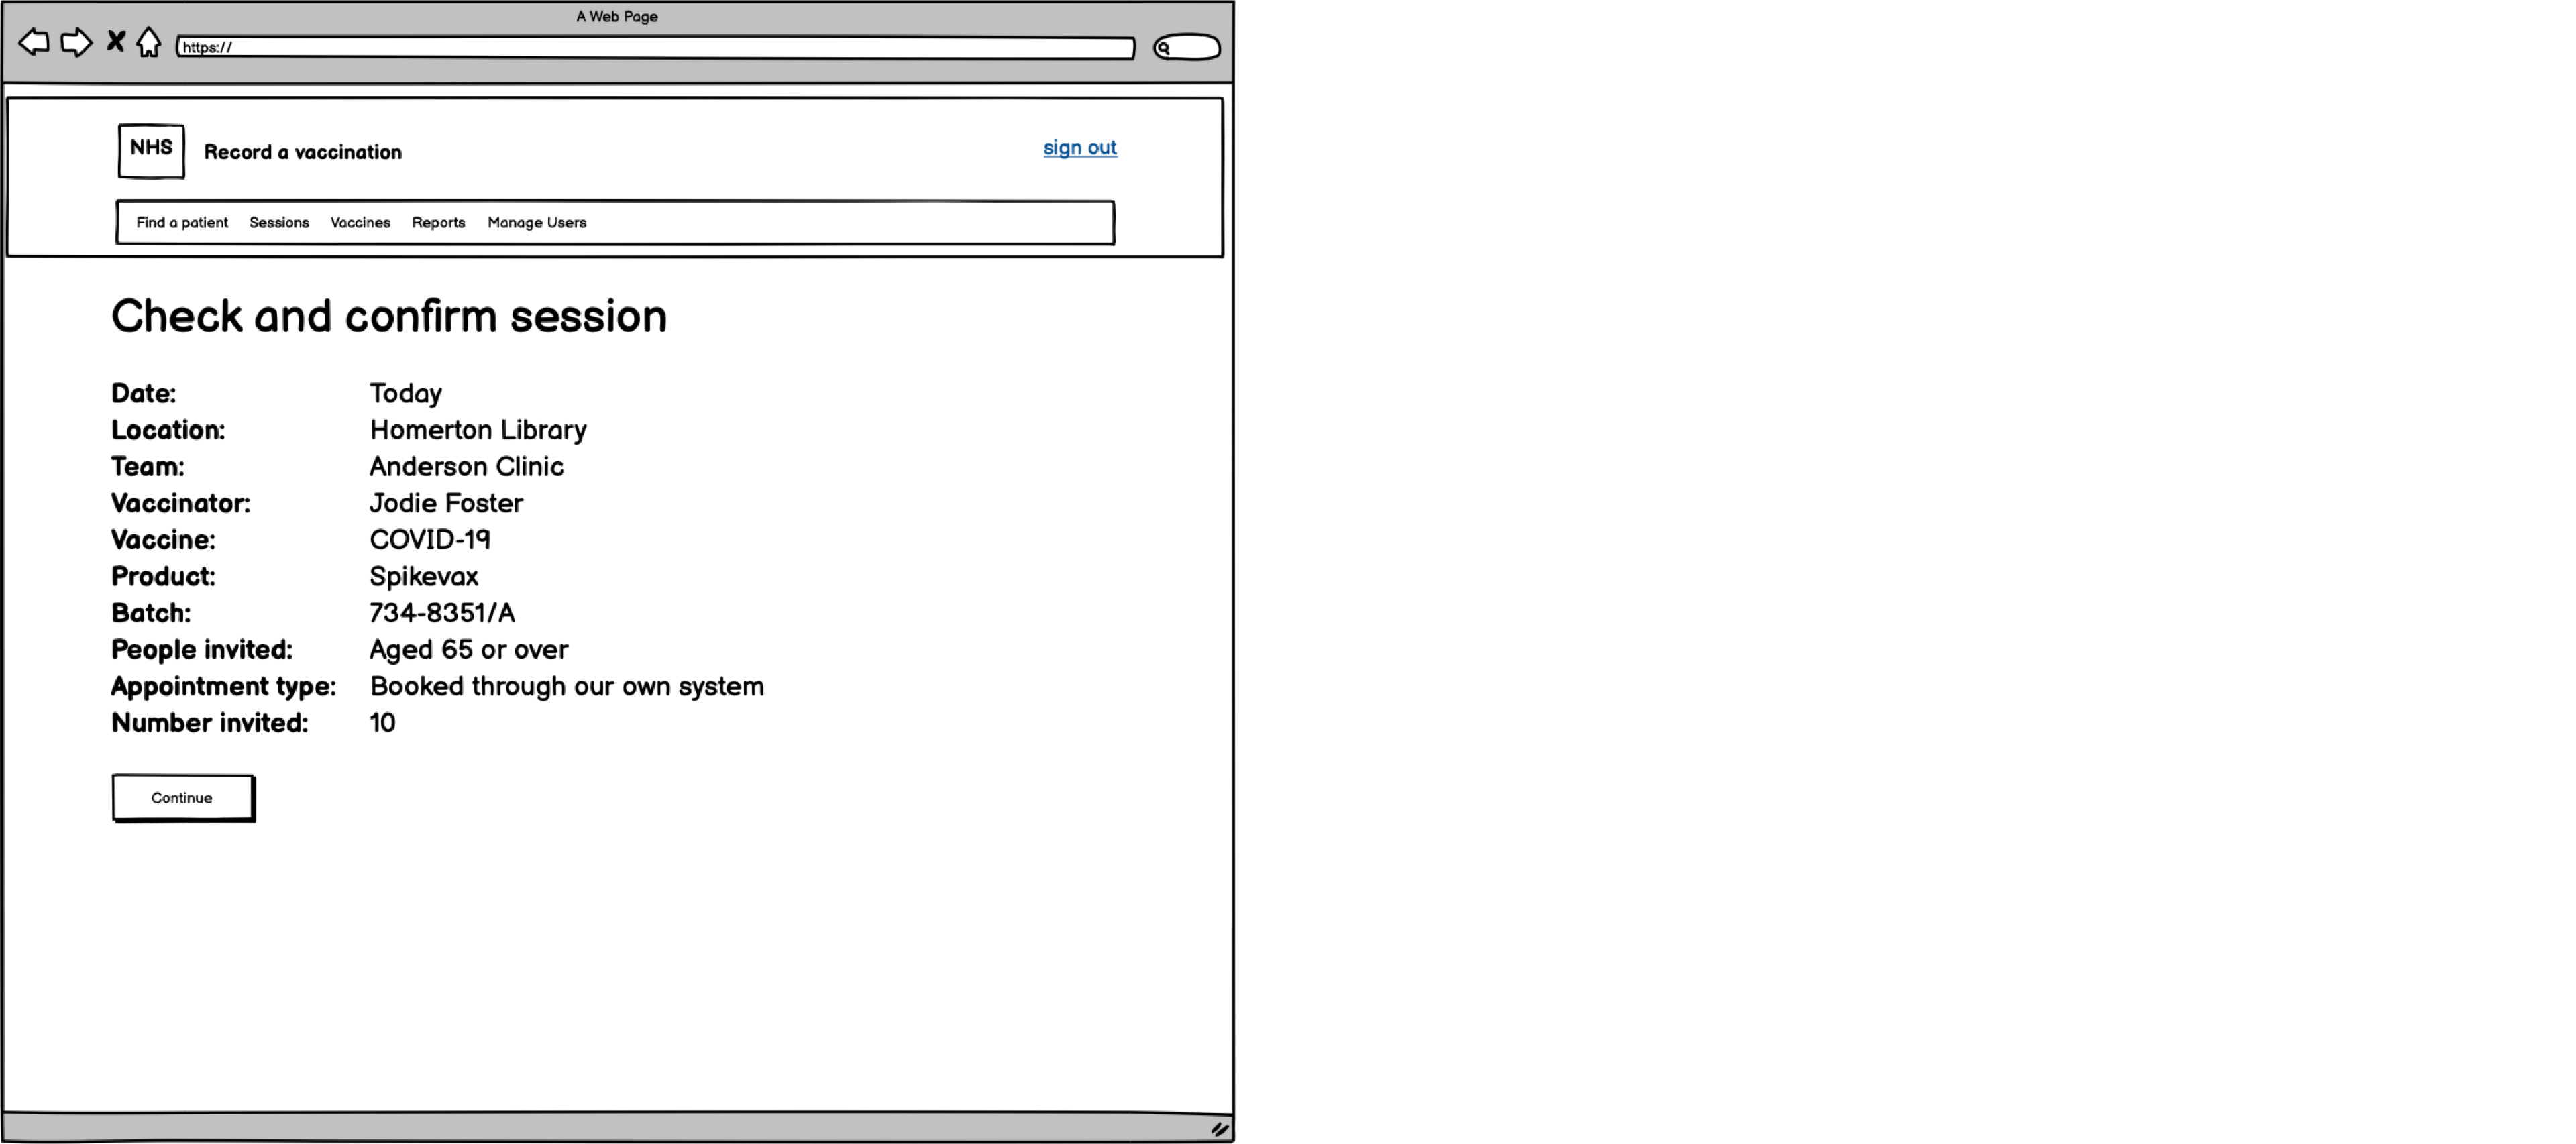 A Web Page
https://
NHS Record a vaccination sign out
Find a patient Sessions Vaccines Reports Manage Users
Check and confirm session
Date: Today
Location: Homerton Library
Team: Anderson Clinic
Vaccinator: Jodie Foster
Vaccine: COVID-19
Product: Spikevax
Batch: 734-8351/A
People invited: Aged 65 or over
Appointment type: Booked through our own system
Number invited: 10
Continue